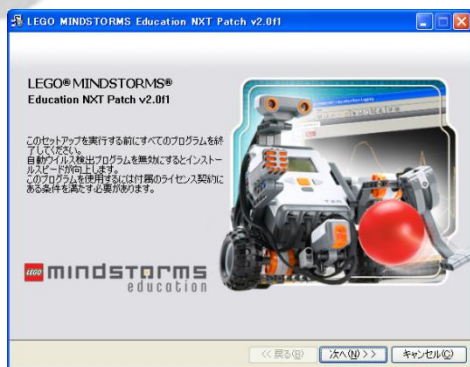 LEGO MINDSTORMS Education NXT Patch v2.0f1
LEGO® MINDSTORMS®
Education NXT Patch v2.0f1
このセットアップを実行する前にすべてのプログラムを終
了してください。
自動ウイルス検出プログラムを無効にするとインストー
ルスピードが向上します。
このプログラムを使用するには付属のライセンス契約に
ある条件を満たす必要があります。
LEGO mindstorms
education
<< 戻る(B)
次へ(N) >>
キャンセル(C)